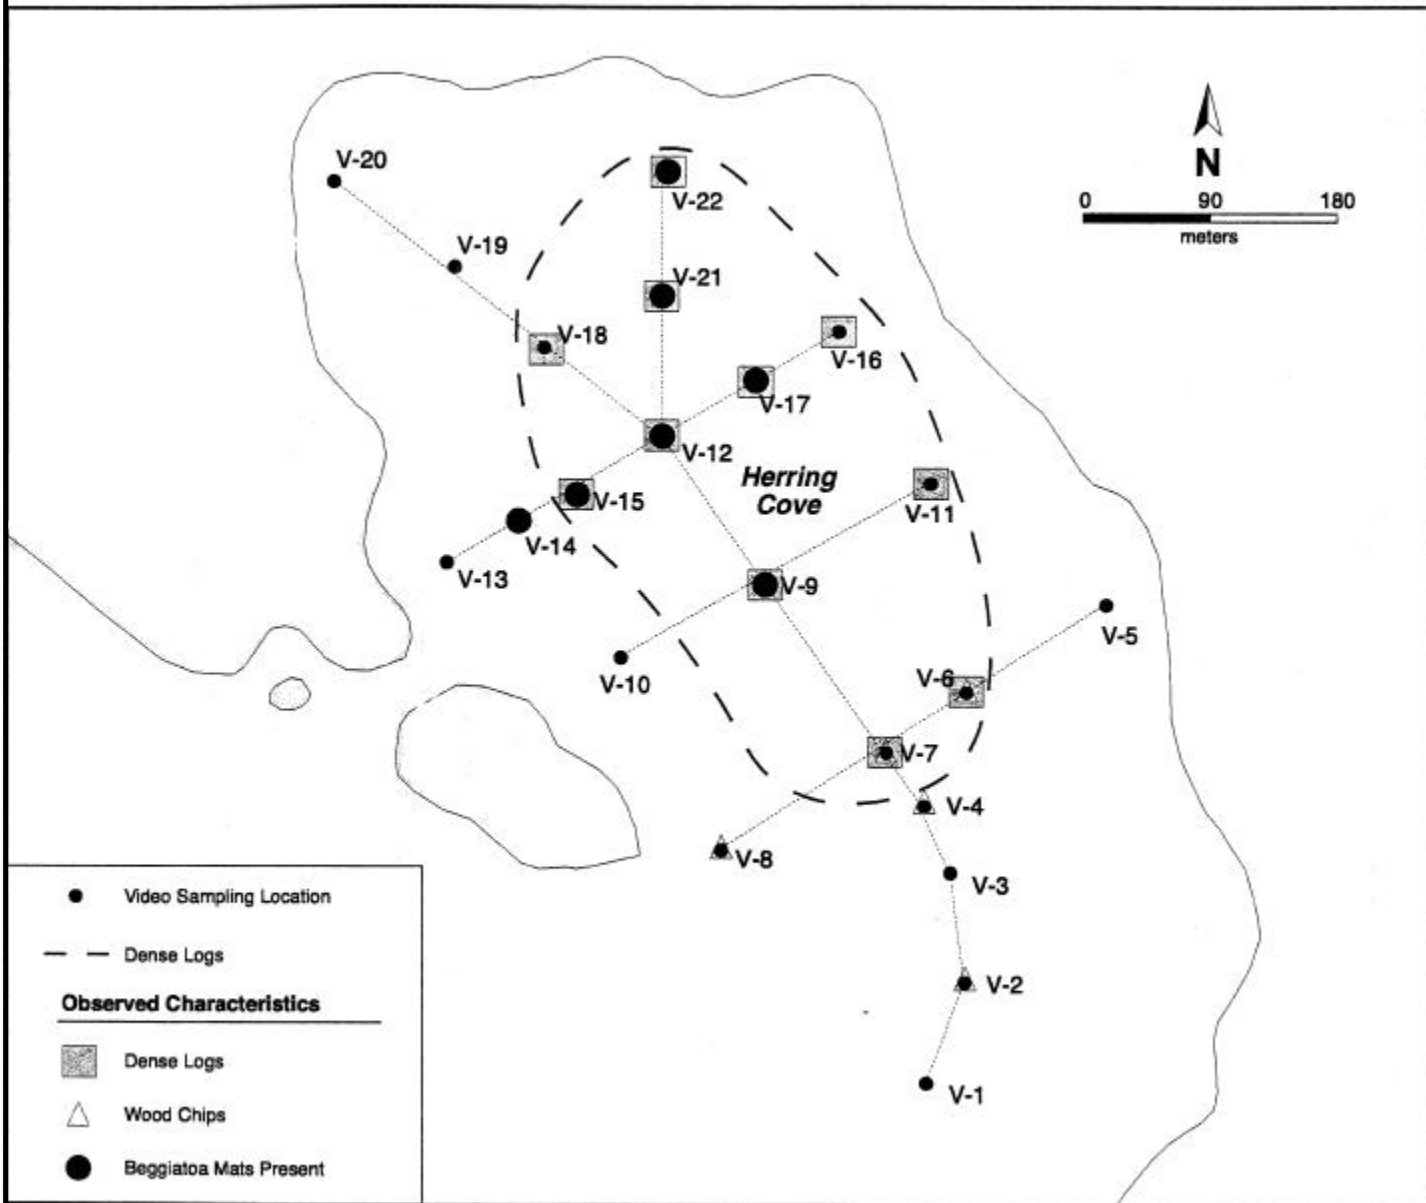 V-20
V-22
N
0 90 180
meters
V-19
V-21
V-18
V-16
V-17
V-12
Herring
Cove
V-15
V-11
V-14
V-13
V-9
V-5
V-10
V-6
V-7
V-4
V-8
V-3
V-2
V-1
Video Sampling Location
Dense Logs
Observed Characteristics
Dense Logs
Wood Chips
Beggiatoa Mats Present